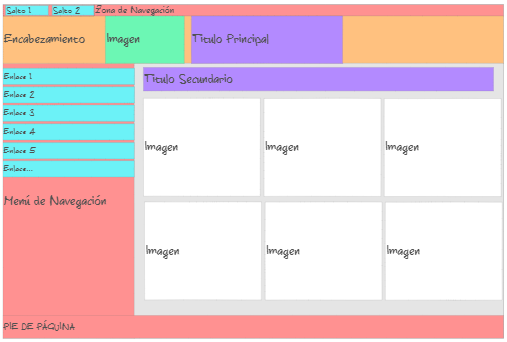 Salto 1 Salto 2 Zona de Navegación
Encabezamiento Imagen Titulo Principal
Enlace 1
Enlace 2
Enlace 3
Enlace 4
Enlace 5
Enlace...
Menú de Navegación
Titulo Secundario
Imagen Imagen Imagen
Imagen Imagen Imagen
PIE DE PÁQUINA